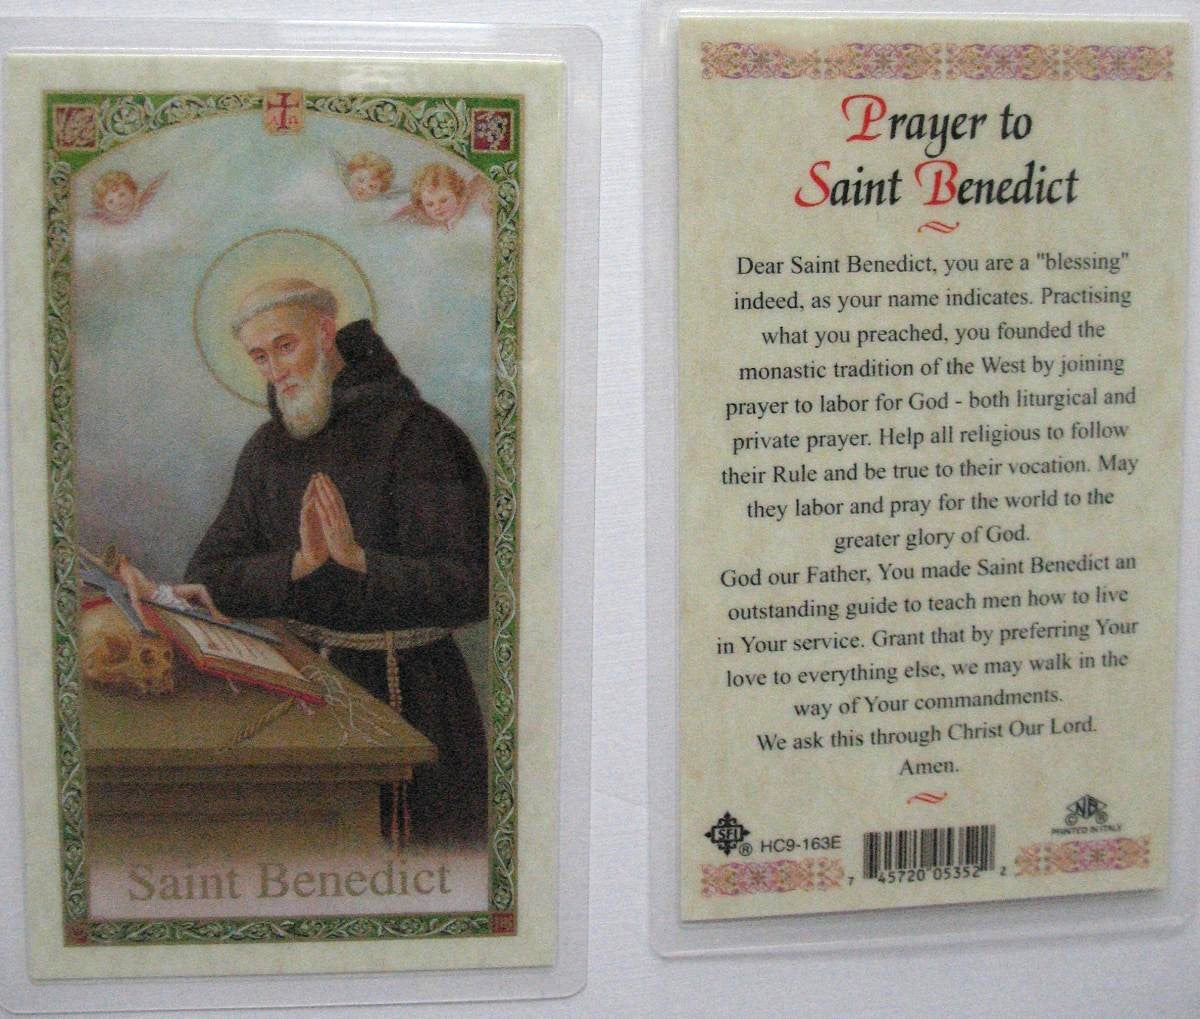 Saint Benedict
Prayer to
Saint Benedict
Dear Saint Benedict, you are a "blessing"
indeed, as your name indicates. Practising
what you preached, you founded the
monastic tradition of the West by joining
prayer to labor for God - both liturgical and
private prayer. Help all religious to follow
their Rule and be true to their vocation. May
they labor and pray for the world to the
greater glory of God.
God our Father, You made Saint Benedict an
outstanding guide to teach men how to live
in Your service. Grant that by preferring Your
love to everything else, we may walk in the
way of Your commandments.
We ask this through Christ Our Lord.
Amen.
SFI ® HC9-163E
7 45720 05352 2
NB
PRINTED IN ITALY